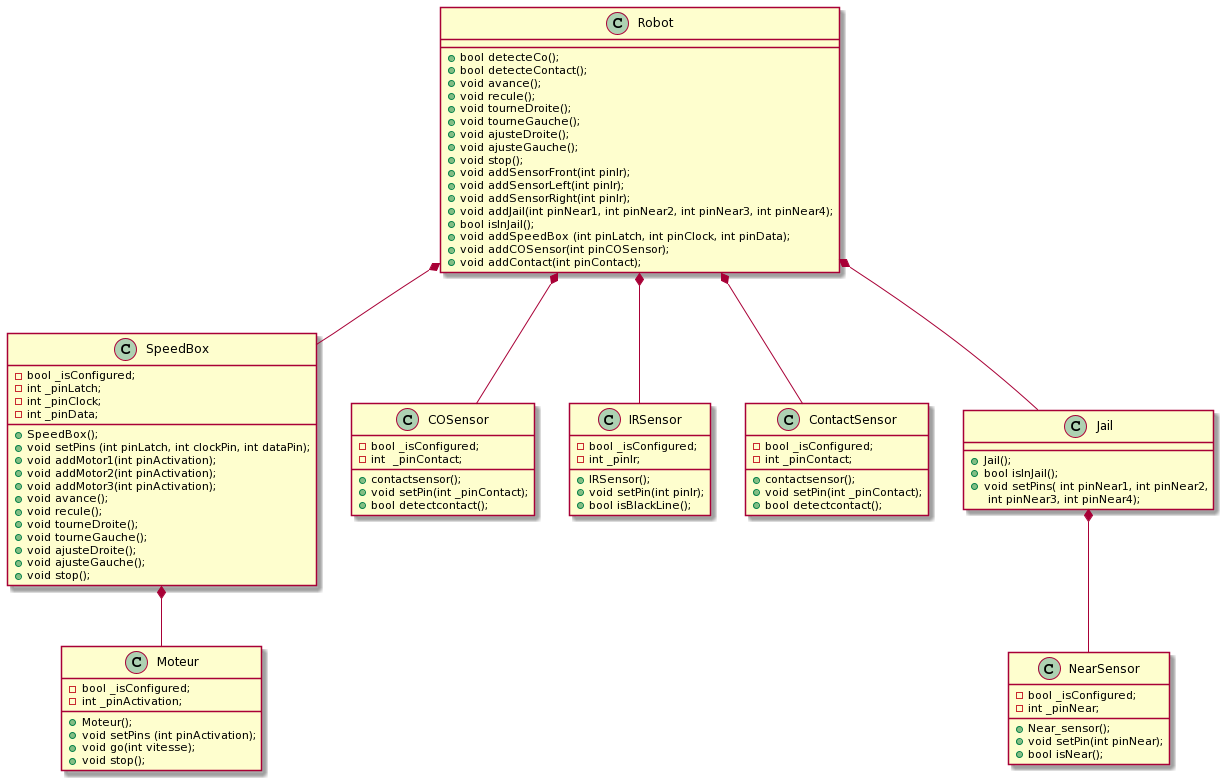 C Robot
bool detecteCo();
bool detecteContact();
void avance();
void recule();
void tourneDroite();
void tourneGauche();
void ajusteDroite();
void ajusteGauche();
void stop();
void addSensorFront(int pinIr);
void addSensorLeft(int pinIr);
void addSensorRight(int pinIr);
void addJail(int pinNear1, int pinNear2, int pinNear3, int pinNear4);
bool isInJail();
void addSpeedBox (int pinLatch, int pinClock, int pinData);
void addCOSensor(int pinCOSensor);
void addContact(int pinContact);
C SpeedBox
bool _isConfigured;
int _pinLatch;
int _pinClock;
int _pinData;
SpeedBox();
void setPins (int pinLatch, int clockPin, int dataPin);
void addMotor1(int pinActivation);
void addMotor2(int pinActivation);
void addMotor3(int pinActivation);
void avance();
void recule();
void tourneDroite();
void tourneGauche();
void ajusteDroite();
void ajusteGauche();
void stop();
C COSensor
bool _isConfigured;
int _pinContact;
contactsensor();
void setPin(int _pinContact);
bool detectcontact();
C IRSensor
bool _isConfigured;
int _pinIr;
IRSensor();
void setPin(int pinIr);
bool isBlackLine();
C ContactSensor
bool _isConfigured;
int _pinContact;
contactsensor();
void setPin(int _pinContact);
bool detectcontact();
C Jail
Jail();
bool isInJail();
void setPins( int pinNear1, int pinNear2,
int pinNear3, int pinNear4);
C Moteur
bool _isConfigured;
int _pinActivation;
Moteur();
void setPins (int pinActivation);
void go(int vitesse);
void stop();
C NearSensor
bool _isConfigured;
int _pinNear;
Near_sensor();
void setPin(int pinNear);
bool isNear();